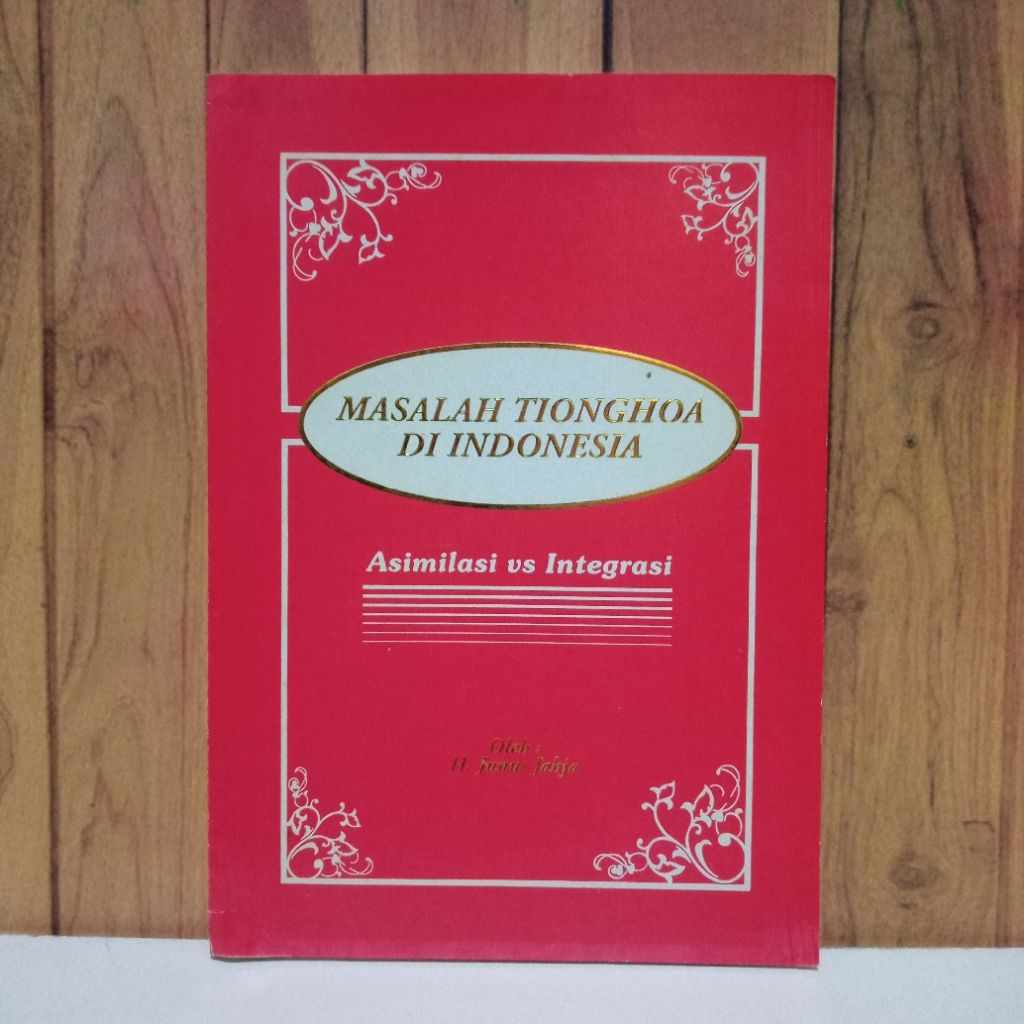 MASALAH TIONGHOA
DI INDONESIA
Asimilasi vs Integrasi
Oleh :
H. Junus Jahja